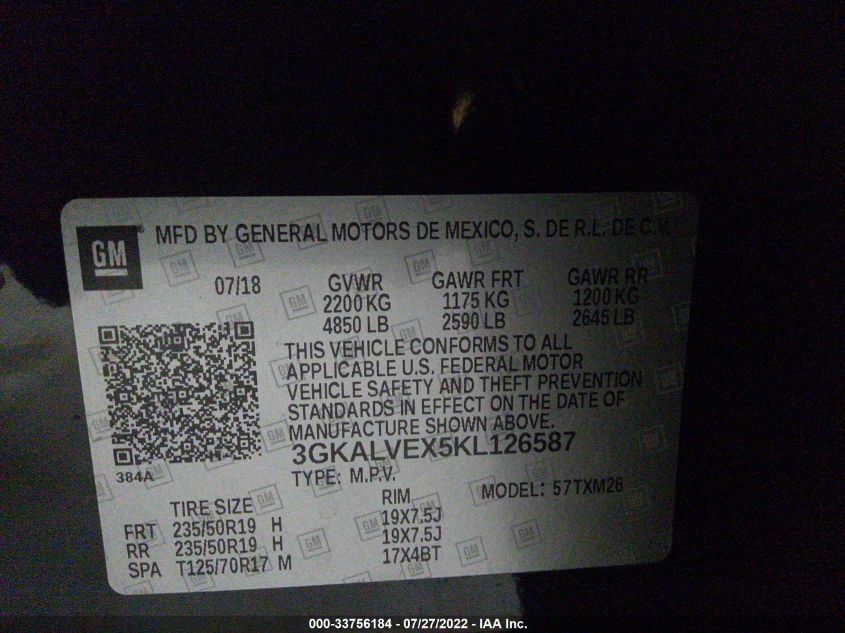 GM ® MFD BY GENERAL MOTORS DE MEXICO, S. DE R.L. DE C.V.
07/18 GVWR GAWR FRT GAWR RR
2200 KG 1175 KG 1200 KG
4850 LB 2590 LB 2645 LB
THIS VEHICLE CONFORMS TO ALL
APPLICABLE U.S. FEDERAL MOTOR
VEHICLE SAFETY AND THEFT PREVENTION
STANDARDS IN EFFECT ON THE DATE OF
MANUFACTURE SHOWN ABOVE.
3GKALVEX5KL126587
384A TYPE: M.P.V. MODEL: 57TXM26
TIRE SIZE RIM
FRT 235/50R19 H 19X7.5J
RR 235/50R19 H 19X7.5J
SPA T125/70R17 M 17X4BT
000-33756184 - 07/27/2022 - IAA Inc.